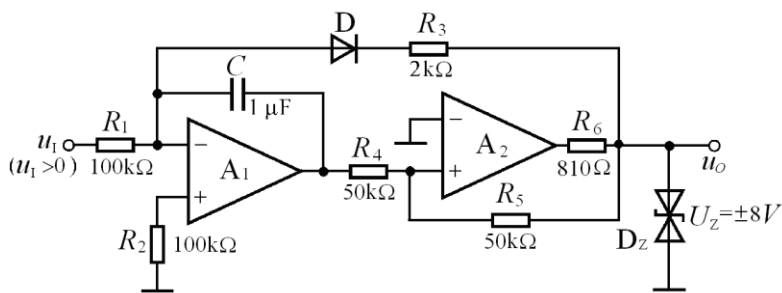 D
R3
2kΩ
C
1 μF
uI
(uI >0)
R1
100kΩ
−
+
A1
R2
100kΩ
R4
50kΩ
−
+
A2
R5
50kΩ
R6
810Ω
uO
DZ
UZ=±8V